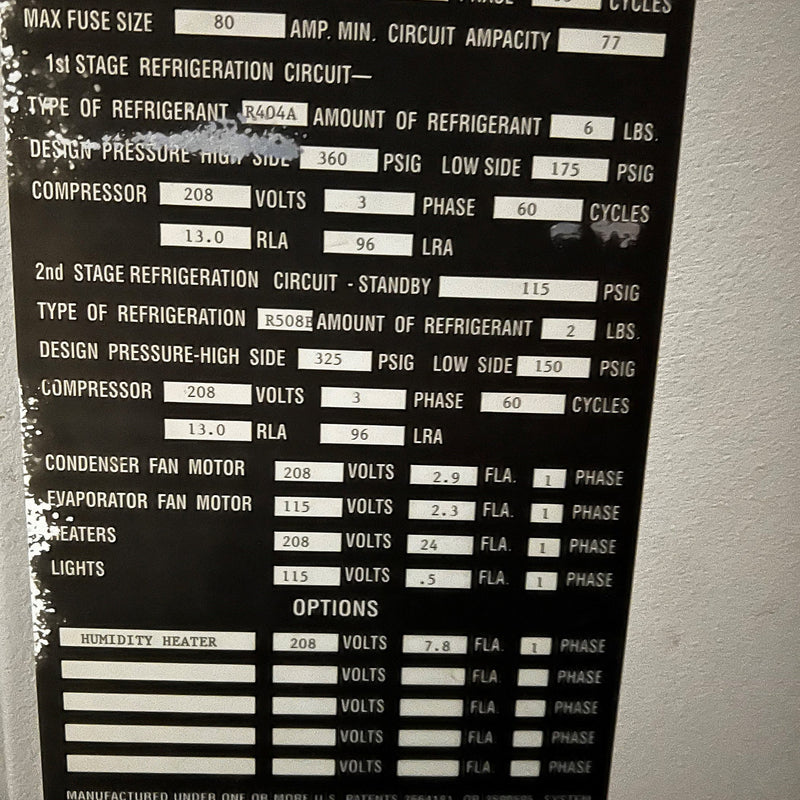 PHASE CYCLES
MAX FUSE SIZE 80 AMP. MIN. CIRCUIT AMPACITY 77
1st STAGE REFRIGERATION CIRCUIT—
TYPE OF REFRIGERANT R404A AMOUNT OF REFRIGERANT 6 LBS.
DESIGN PRESSURE-HIGH SIDE 360 PSIG LOW SIDE 175 PSIG
COMPRESSOR 208 VOLTS 3 PHASE 60 CYCLES
13.0 RLA 96 LRA
2nd STAGE REFRIGERATION CIRCUIT - STANDBY 115 PSIG
TYPE OF REFRIGERATION R508B AMOUNT OF REFRIGERANT 2 LBS.
DESIGN PRESSURE-HIGH SIDE 325 PSIG LOW SIDE 150 PSIG
COMPRESSOR 208 VOLTS 3 PHASE 60 CYCLES
13.0 RLA 96 LRA
CONDENSER FAN MOTOR 208 VOLTS 2.9 FLA. 1 PHASE
EVAPORATOR FAN MOTOR 115 VOLTS 2.3 FLA. 1 PHASE
HEATERS 208 VOLTS 24 FLA. 1 PHASE
LIGHTS 115 VOLTS .5 FLA. 1 PHASE
OPTIONS
HUMIDITY HEATER 208 VOLTS 7.8 FLA. 1 PHASE
VOLTS FLA. PHASE
VOLTS FLA. PHASE
VOLTS FLA PHASE
VOLTS FLA. PHASE
MANUFACTURED UNDER ONE OR MORE U.S. PATENTS